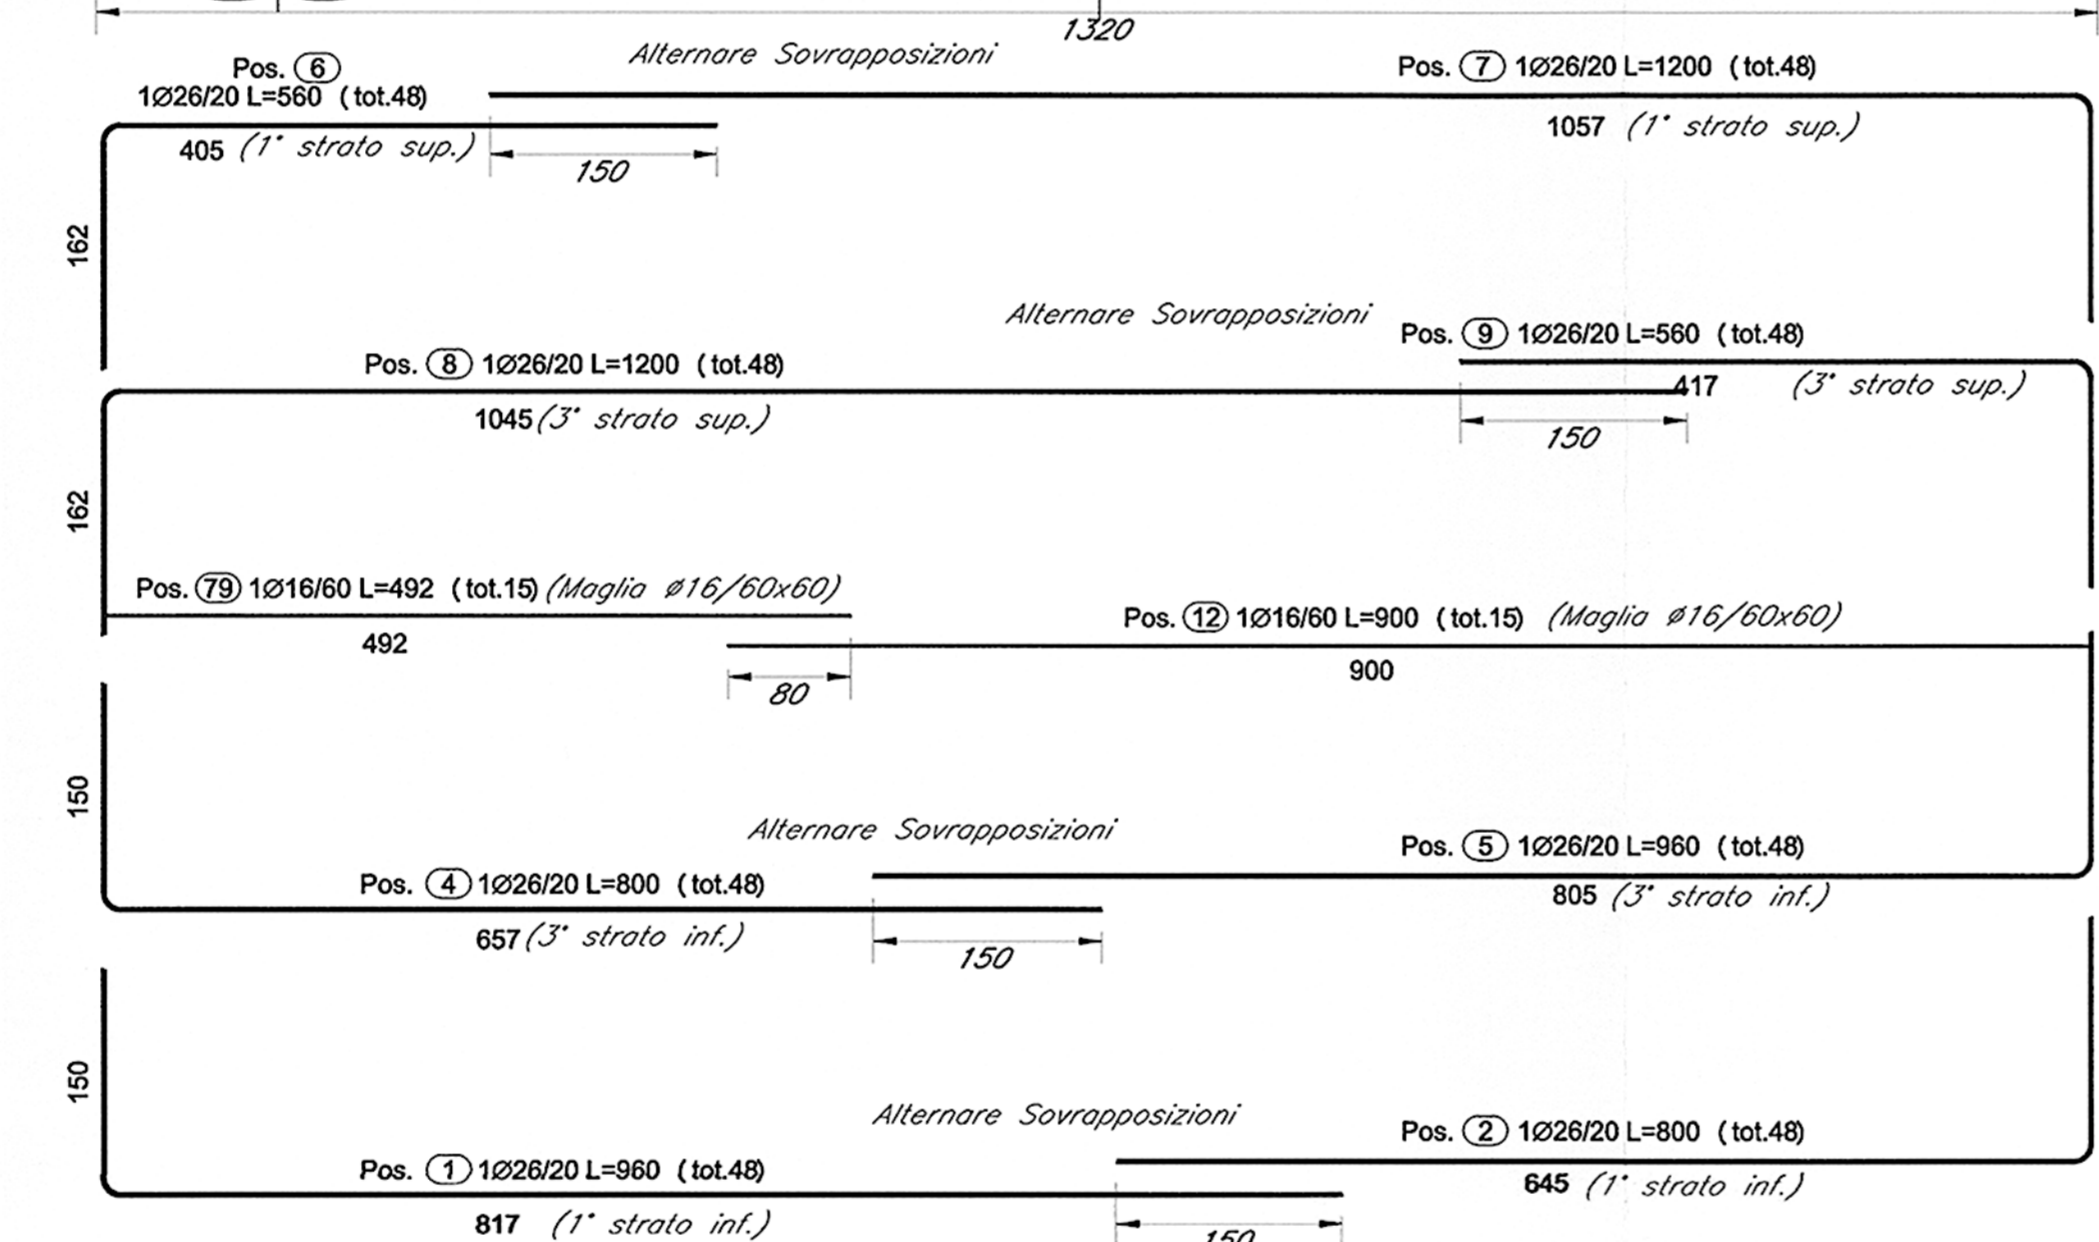 1320
Alternare Sovrapposizioni
Pos. 6
1Ø26/20 L=560 (tot.48)
Pos. 7 1Ø26/20 L=1200 (tot.48)
405 (1° strato sup.)
1057 (1° strato sup.)
150
162
Alternare Sovrapposizioni
Pos. 9 1Ø26/20 L=560 (tot.48)
Pos. 8 1Ø26/20 L=1200 (tot.48)
417 (3° strato sup.)
1045 (3° strato sup.)
150
162
Pos. 79 1Ø16/60 L=492 (tot.15) (Maglia ø16/60x60)
Pos. 12 1Ø16/60 L=900 (tot.15) (Maglia ø16/60x60)
492
900
80
150
Alternare Sovrapposizioni
Pos. 5 1Ø26/20 L=960 (tot.48)
Pos. 4 1Ø26/20 L=800 (tot.48)
805 (3° strato inf.)
657 (3° strato inf.)
150
150
Alternare Sovrapposizioni
Pos. 2 1Ø26/20 L=800 (tot.48)
Pos. 1 1Ø26/20 L=960 (tot.48)
645 (1° strato inf.)
817 (1° strato inf.)
150